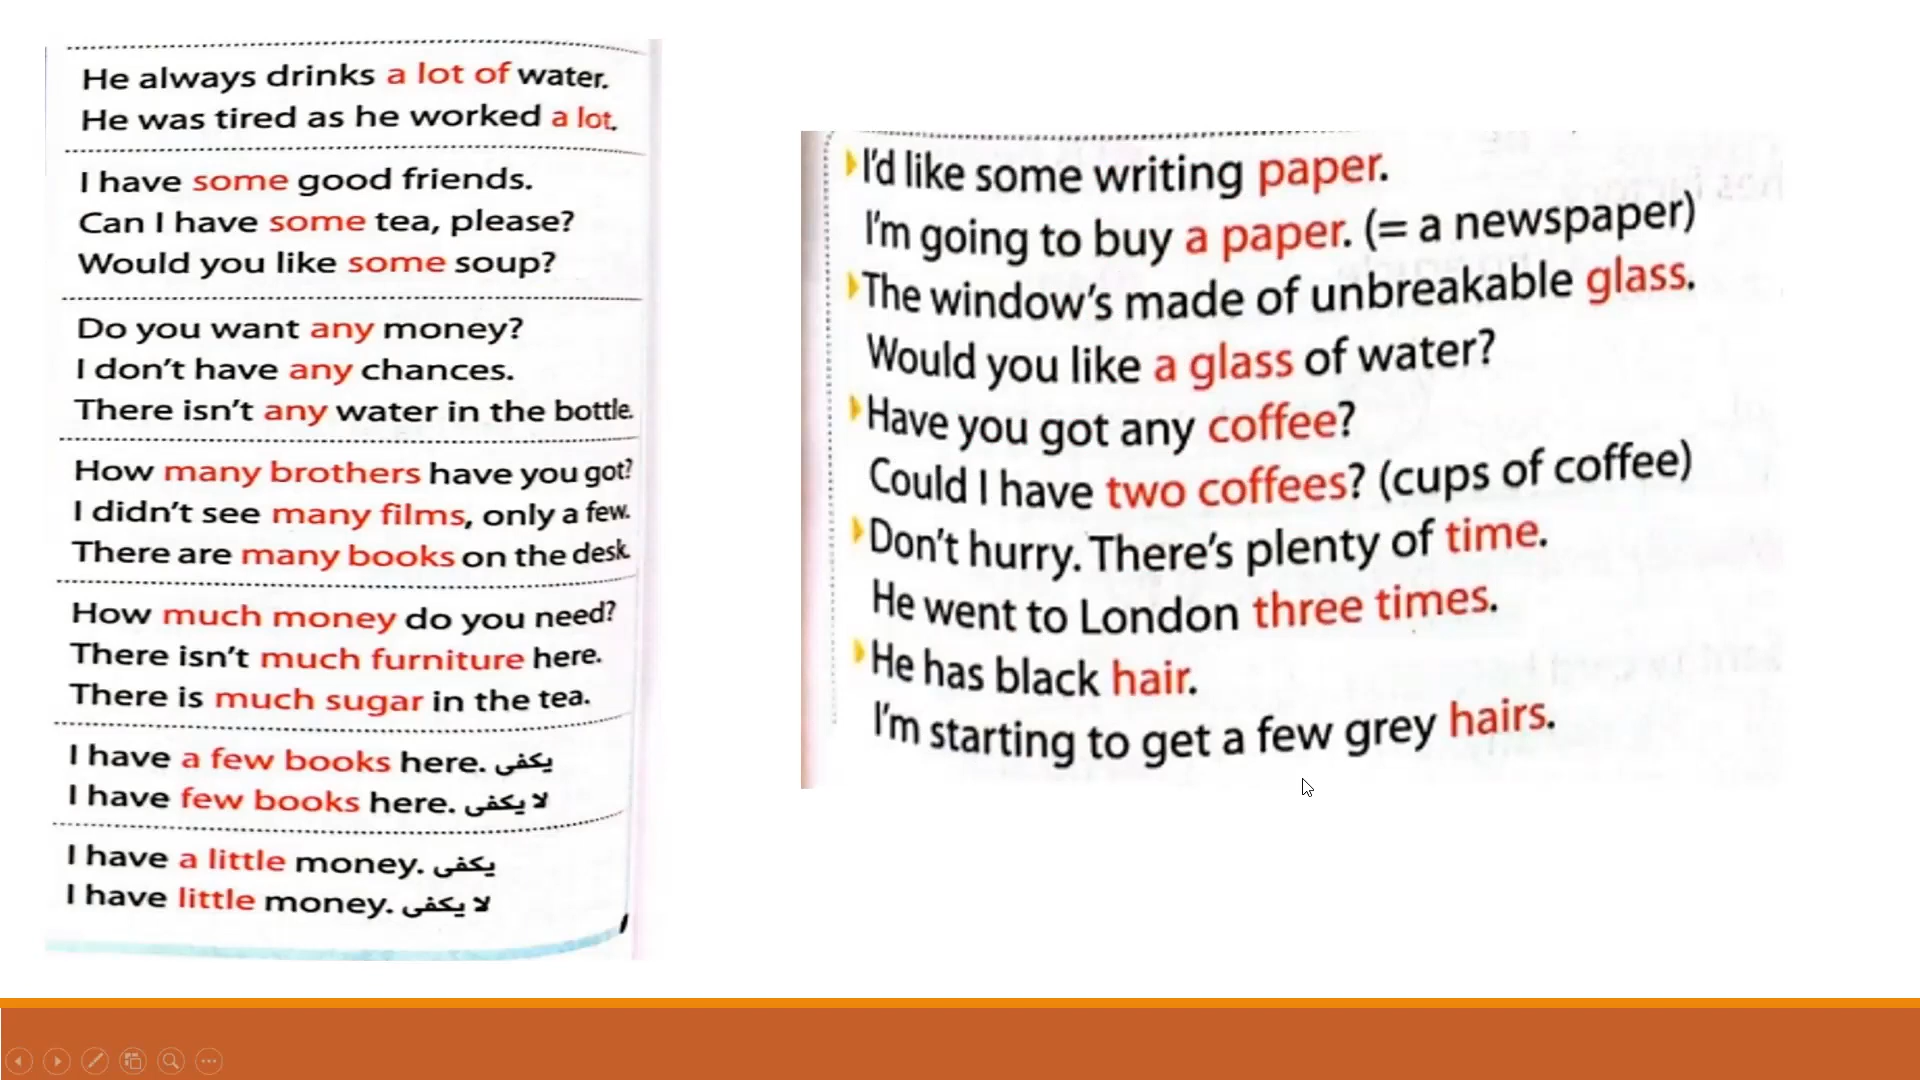 He always drinks a lot of water.
He was tired as he worked a lot.
I have some good friends.
Can I have some tea, please?
Would you like some soup?
Do you want any money?
I don't have any chances.
There isn't any water in the bottle.
How many brothers have you got?
I didn't see many films, only a few.
There are many books on the desk.
How much money do you need?
There isn't much furniture here.
There is much sugar in the tea.
I have a few books here. يكفى
I have few books here. لا يكفى
I have a little money. يكفى
I have little money. لا يكفى
I'd like some writing paper.
I'm going to buy a paper. (= a newspaper)
The window's made of unbreakable glass.
Would you like a glass of water?
Have you got any coffee?
Could I have two coffees? (cups of coffee)
Don't hurry. There's plenty of time.
He went to London three times.
He has black hair.
I'm starting to get a few grey hairs.